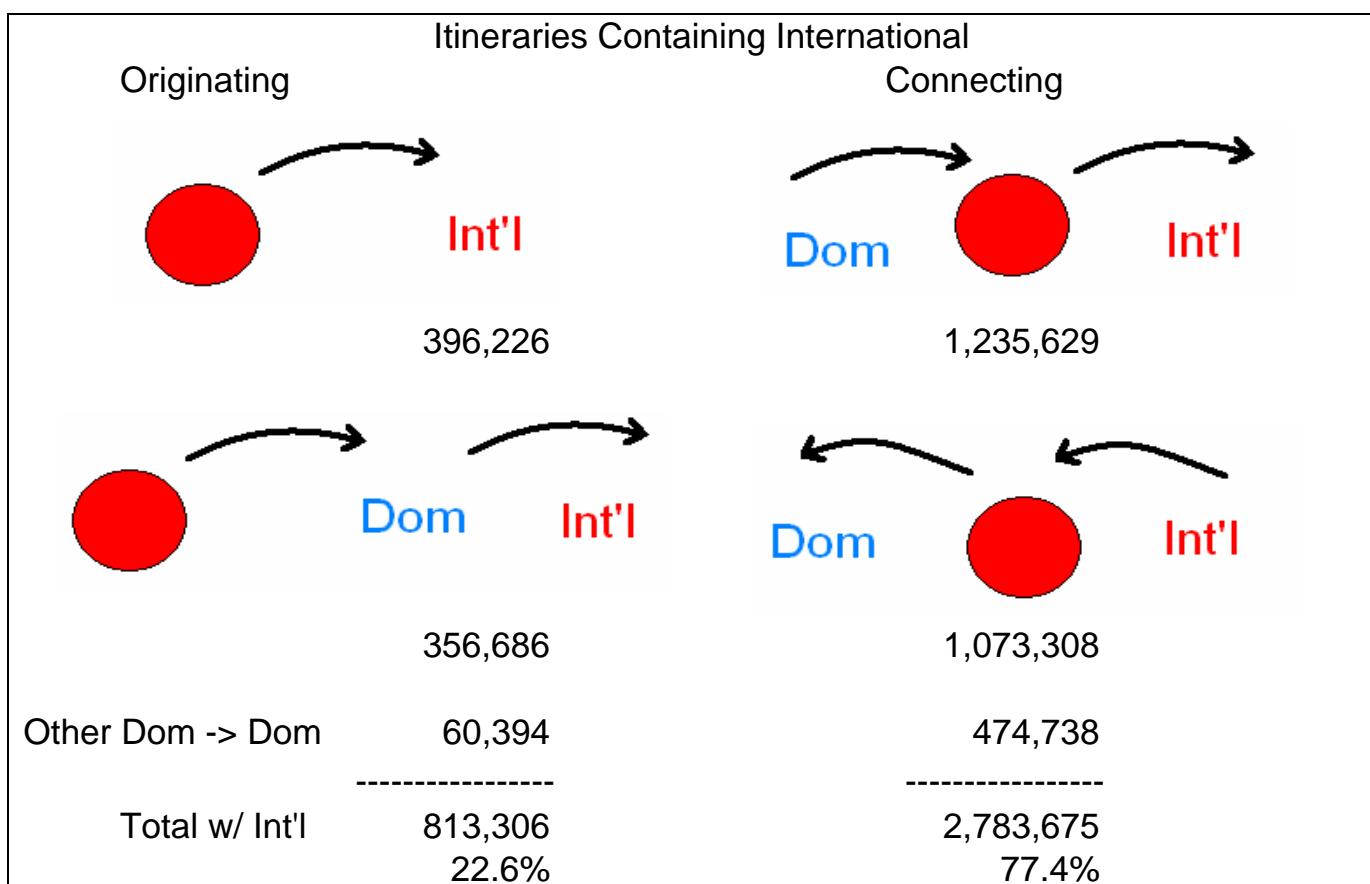 Itineraries Containing International
Originating Connecting
Int'l Dom Int'l
396,226 1,235,629
Dom Int'l Dom Int'l
356,686 1,073,308
Other Dom -> Dom 60,394 474,738
----------------- -----------------
Total w/ Int'l 813,306 2,783,675
22.6% 77.4%